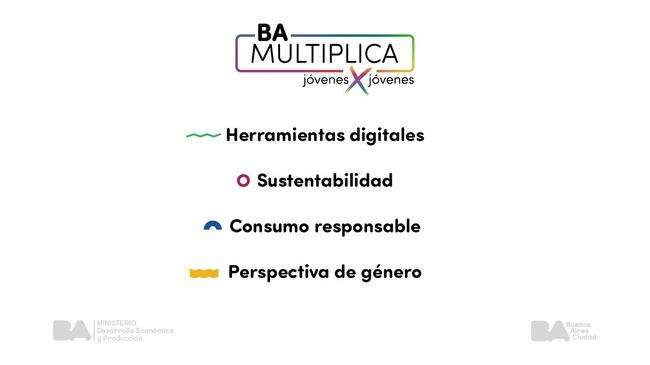 BA
MULTIPLICA
jóvenes X jóvenes
Herramientas digitales
Sustentabilidad
Consumo responsable
Perspectiva de género
BA MINISTERIO
Desarrollo Económico
y Producción
BA Buenos
Aires
Ciudad